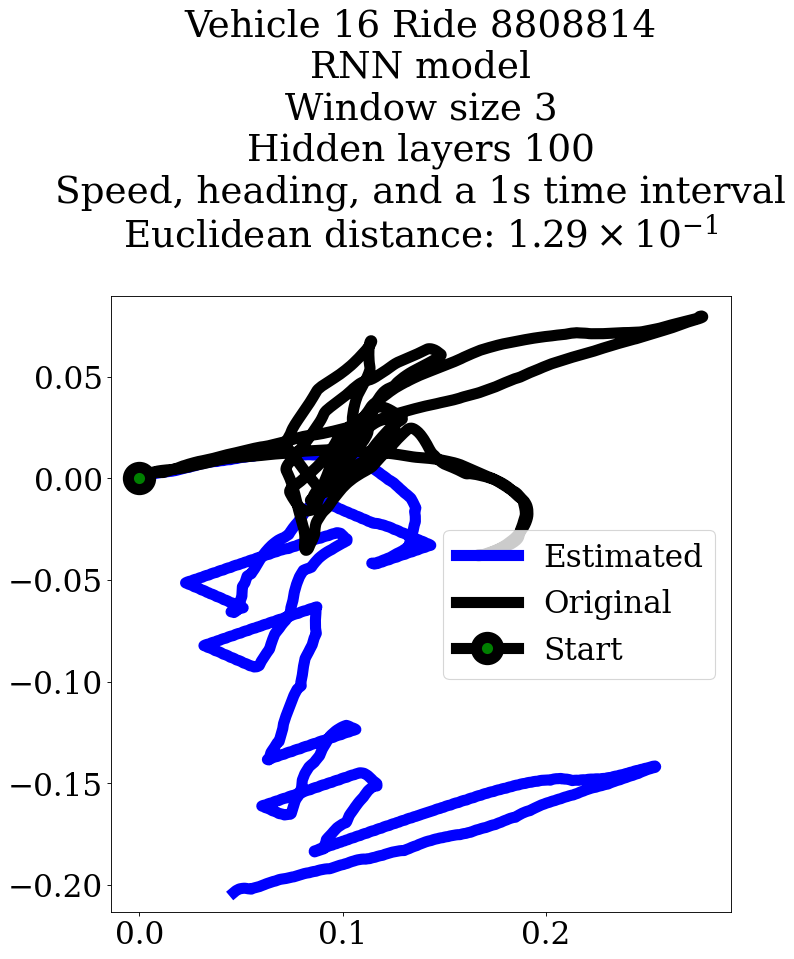 Vehicle 16 Ride 8808814
RNN model
Window size 3
Hidden layers 100
Speed, heading, and a 1s time interval
Euclidean distance: 1.29 × 10⁻¹
0.05
0.00
−0.05
−0.10
−0.15
−0.20
Estimated
Original
Start
0.0
0.1
0.2